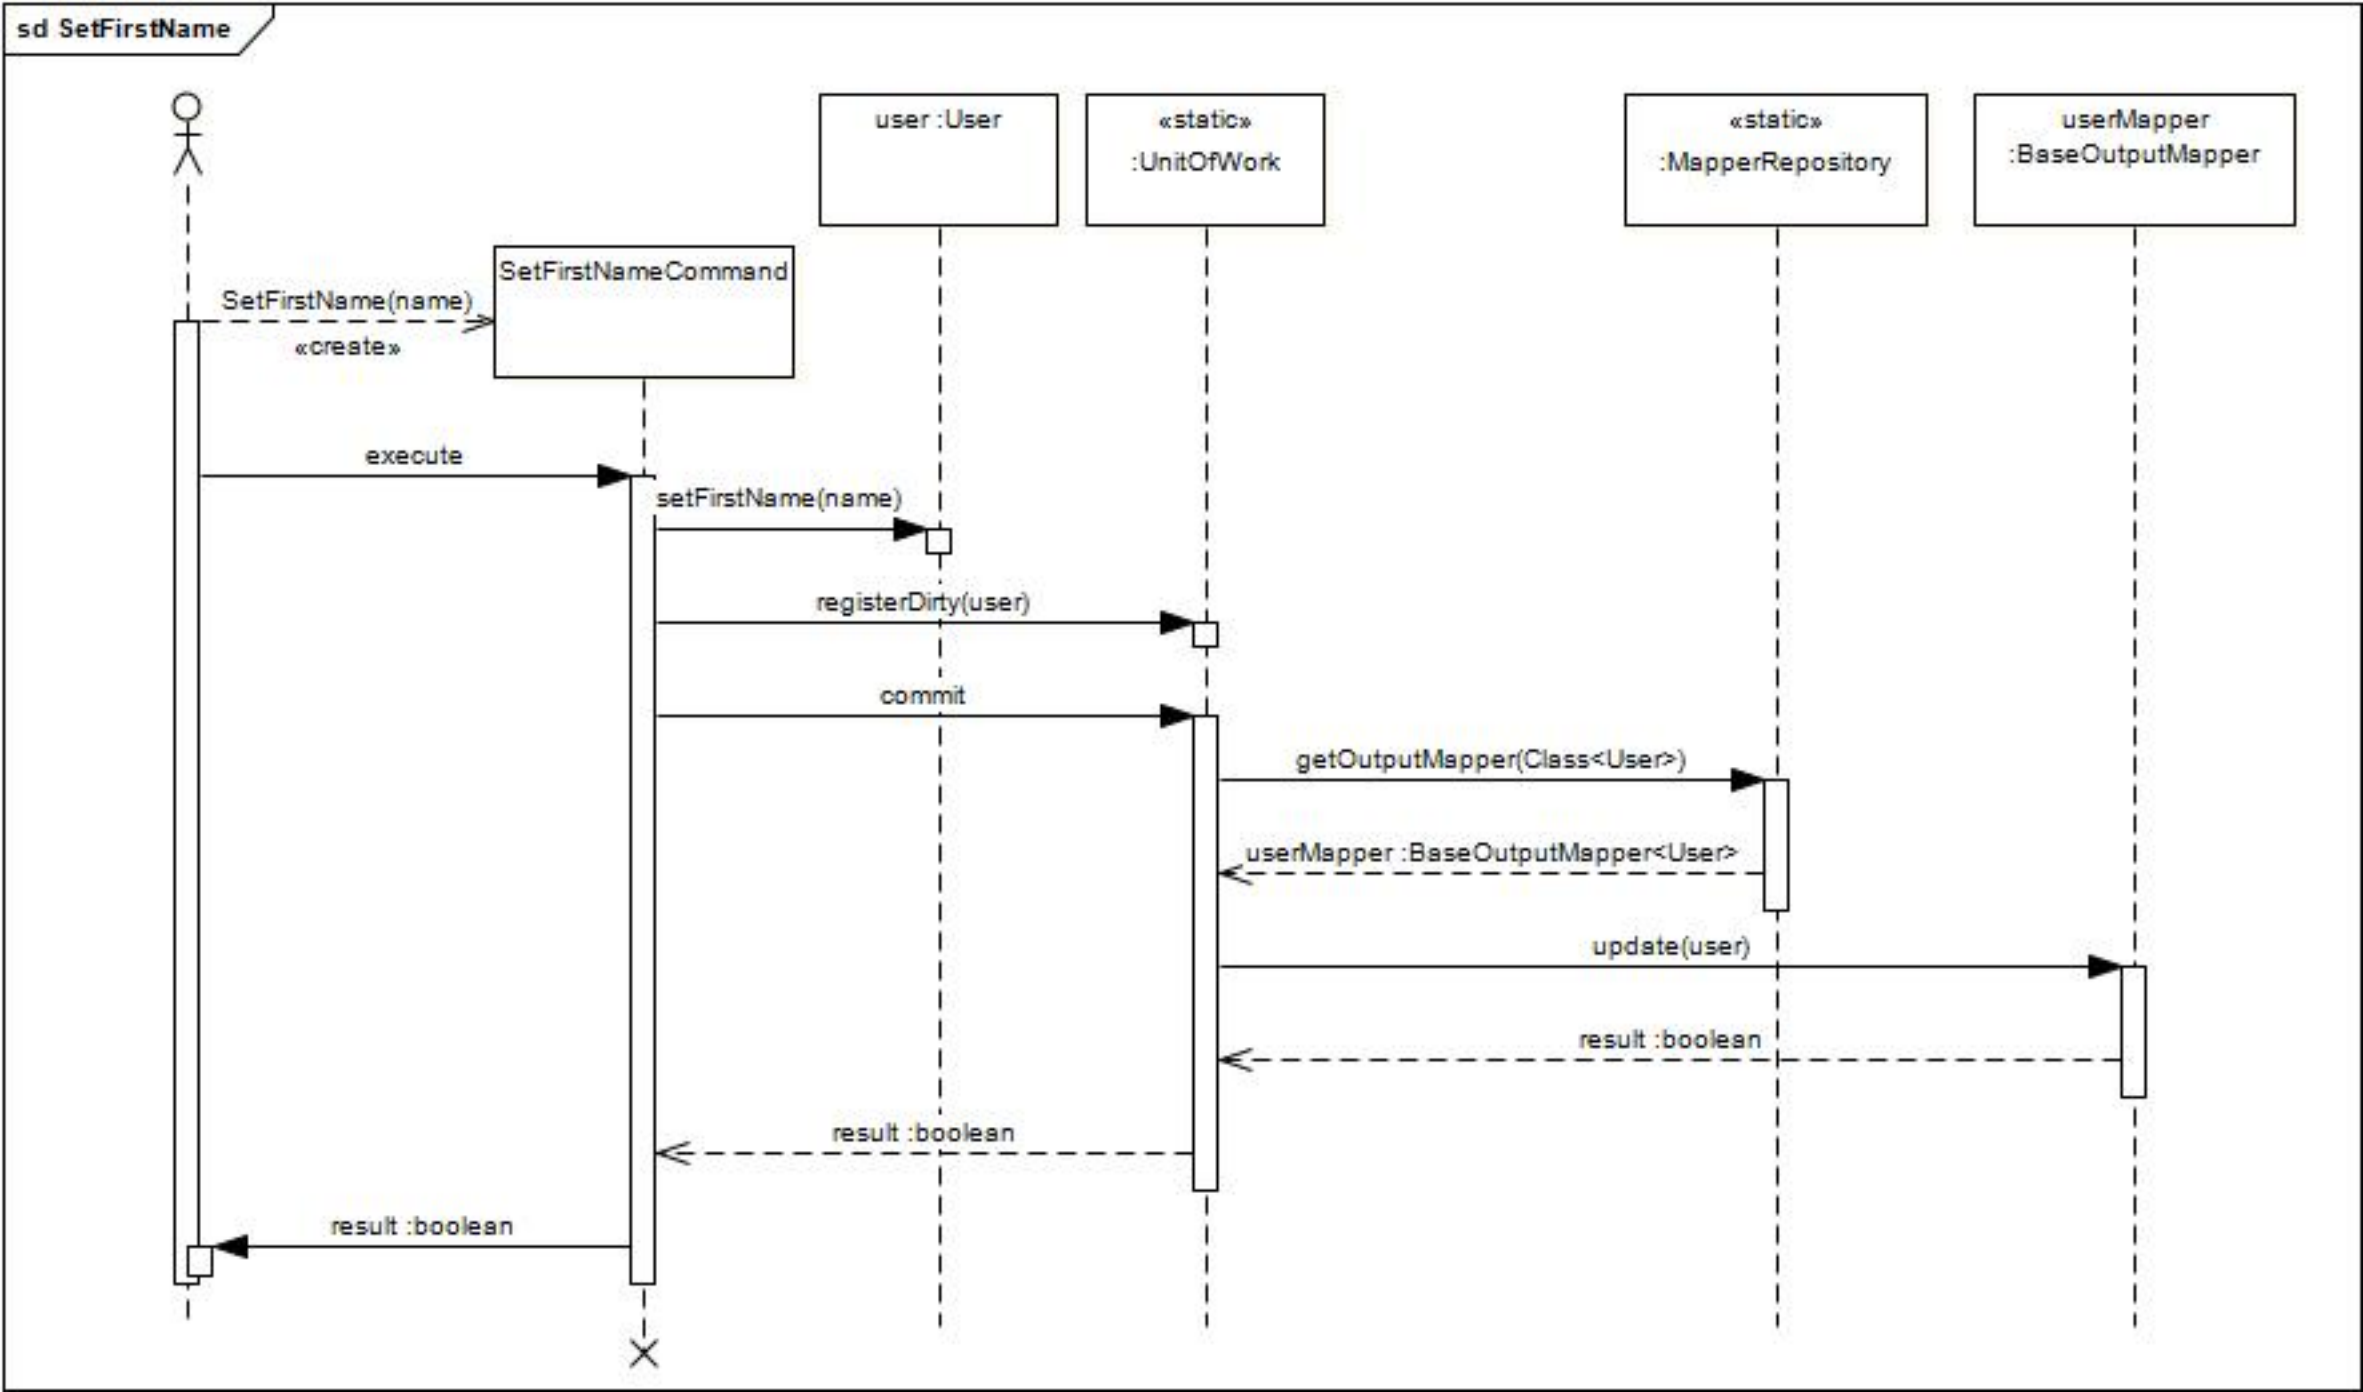 sd SetFirstName
user :User
«static»
:UnitOfWork
«static»
:MapperRepository
userMapper
:BaseOutputMapper
SetFirstNameCommand
SetFirstName(name)
«create»
execute
setFirstName(name)
registerDirty(user)
commit
getOutputMapper(Class<User>)
userMapper :BaseOutputMapper<User>
update(user)
result :boolean
result :boolean
result :boolean